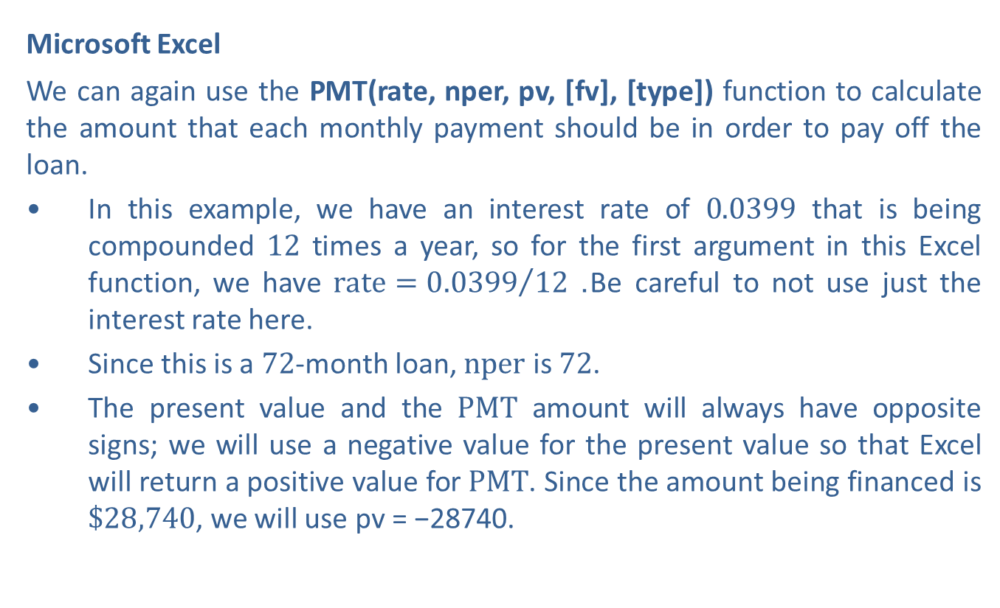 Microsoft Excel
We can again use the PMT(rate, nper, pv, [fv], [type]) function to calculate
the amount that each monthly payment should be in order to pay off the
loan.
• In this example, we have an interest rate of 0.0399 that is being
compounded 12 times a year, so for the first argument in this Excel
function, we have rate = 0.0399/12 .Be careful to not use just the
interest rate here.
• Since this is a 72-month loan, nper is 72.
• The present value and the PMT amount will always have opposite
signs; we will use a negative value for the present value so that Excel
will return a positive value for PMT. Since the amount being financed is
$28,740, we will use pv = −28740.